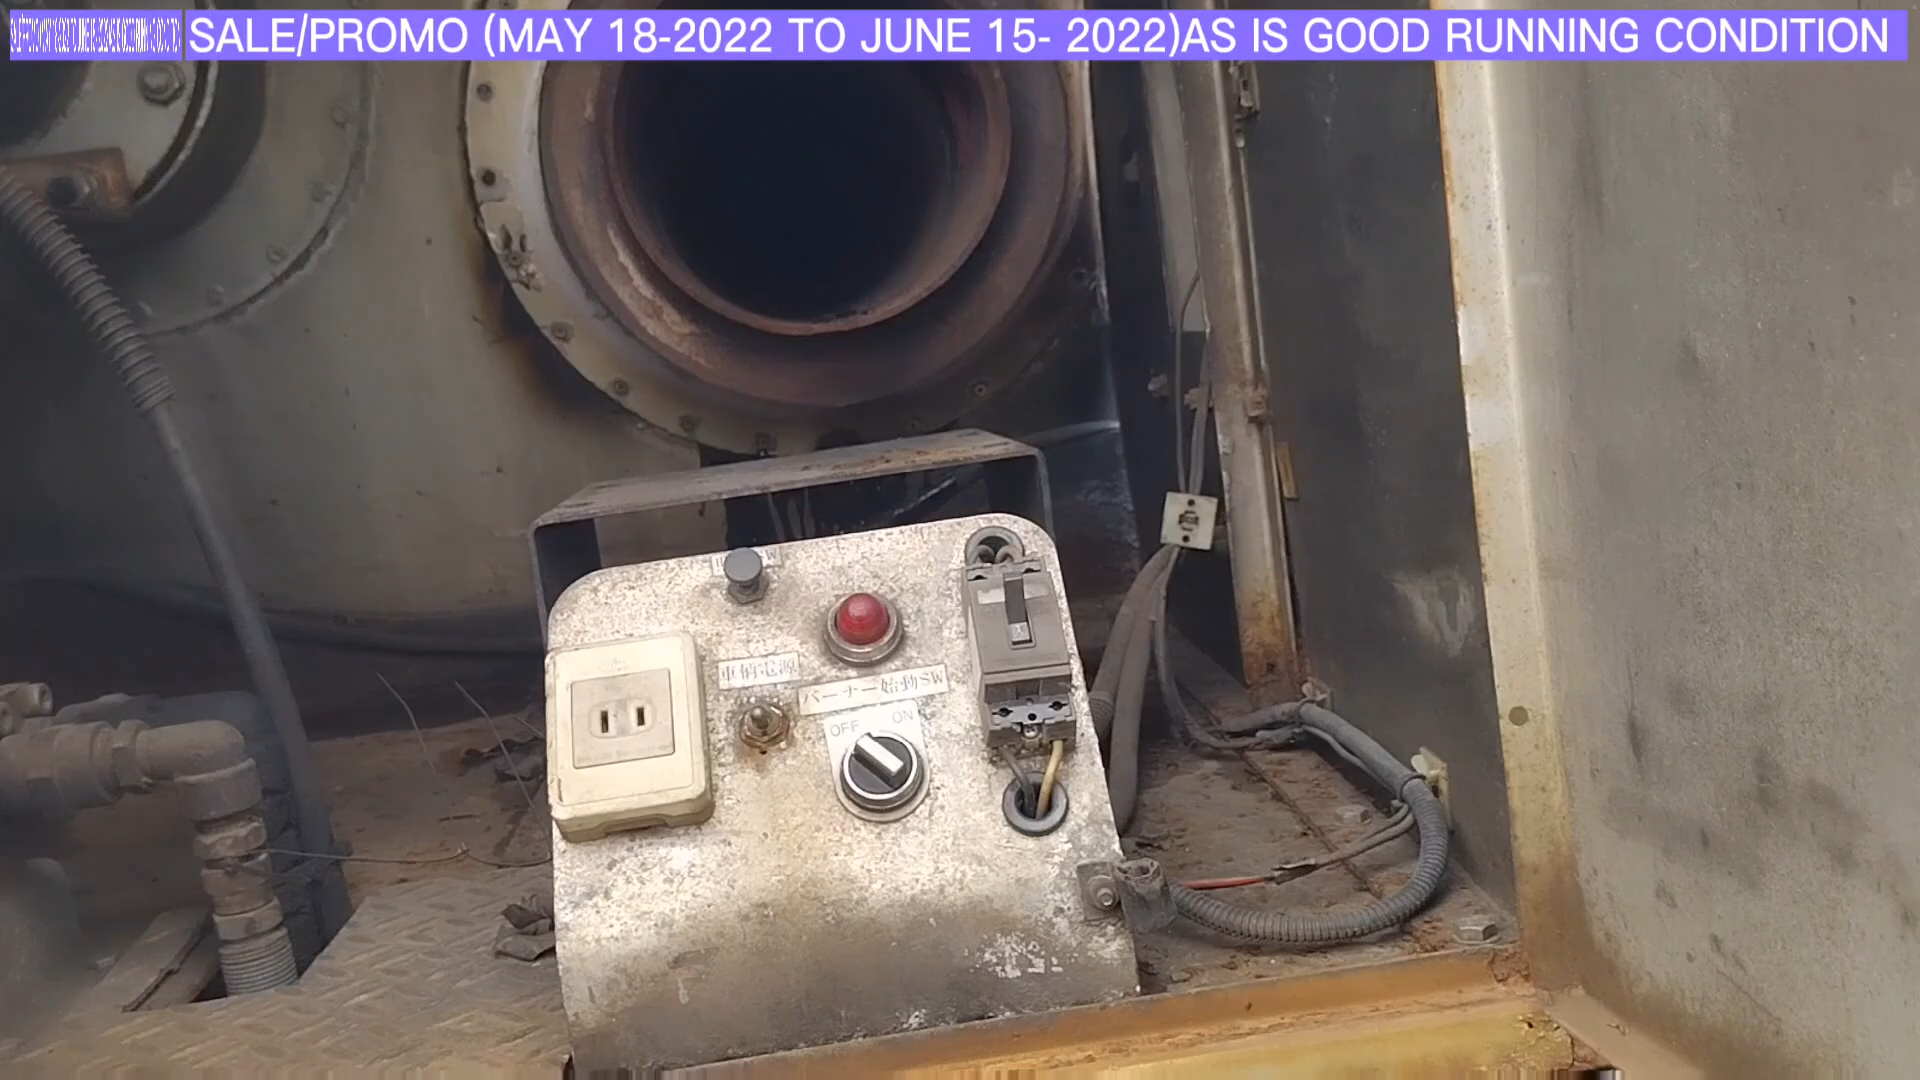 SALE/PROMO (MAY 18-2022 TO JUNE 15- 2022)AS IS GOOD RUNNING CONDITION
車輌電源
バーナー始動SW
OFF ON